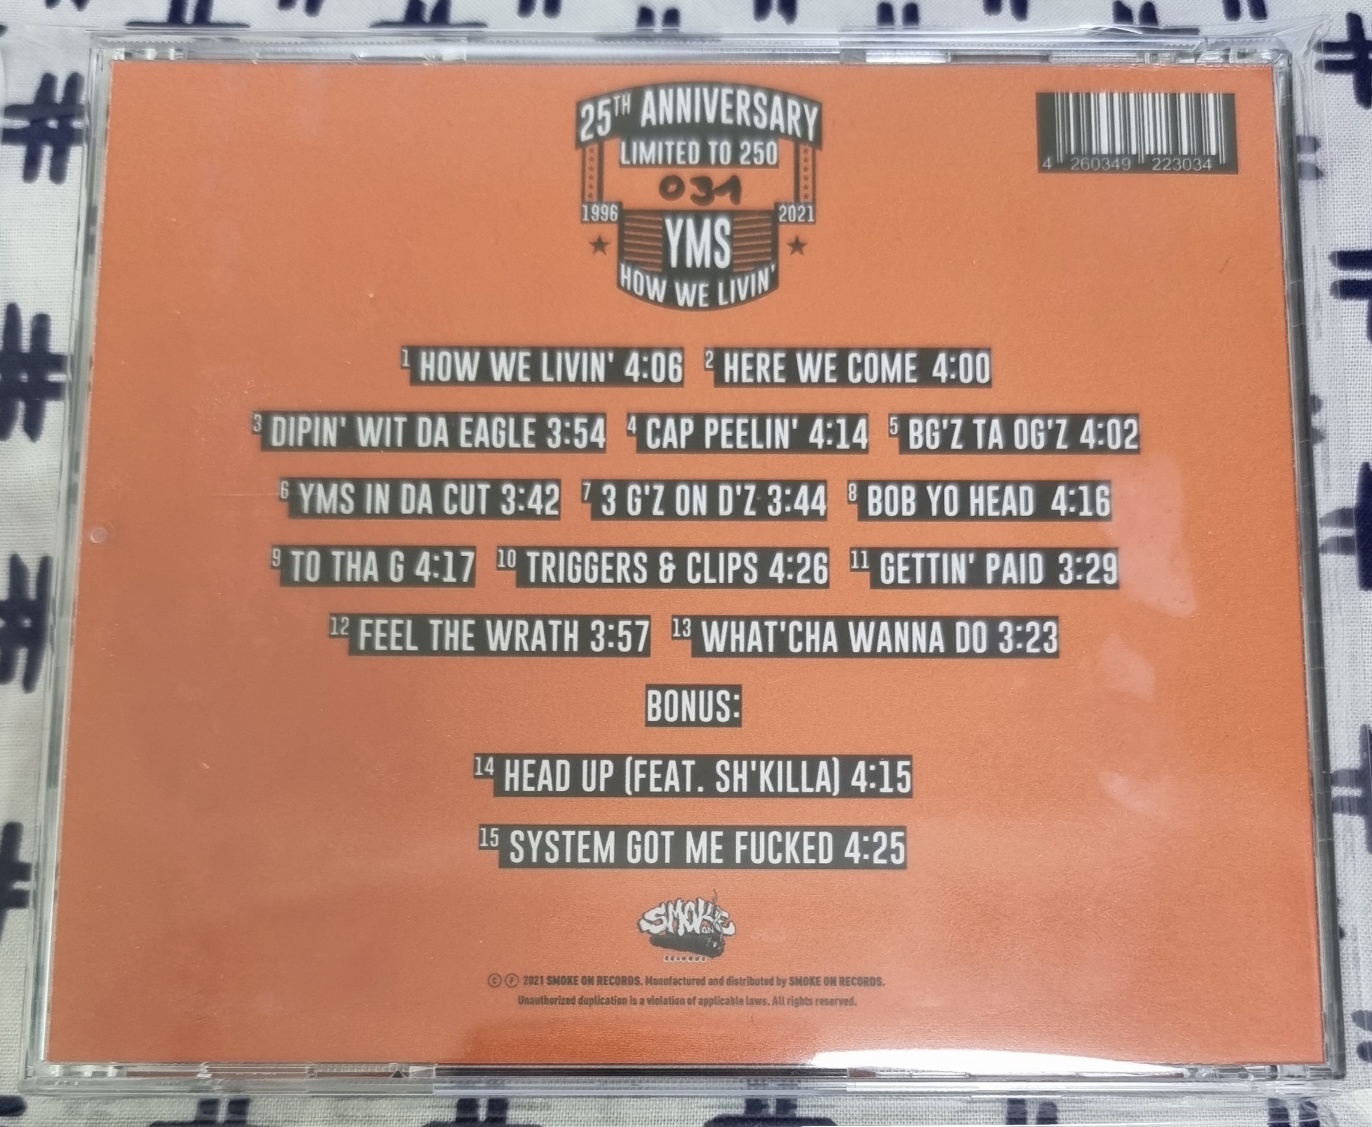 25TH ANNIVERSARY
LIMITED TO 250
031
1996 2021
YMS
HOW WE LIVIN'
4 260349 223034
1 HOW WE LIVIN' 4:06 2 HERE WE COME 4:00
3 DIPIN' WIT DA EAGLE 3:54 4 CAP PEELIN' 4:14 5 BG'Z TA OG'Z 4:02
6 YMS IN DA CUT 3:42 7 3 G'Z ON D'Z 3:44 8 BOB YO HEAD 4:16
9 TO THA G 4:17 10 TRIGGERS & CLIPS 4:26 11 GETTIN' PAID 3:29
12 FEEL THE WRATH 3:57 13 WHAT'CHA WANNA DO 3:23
BONUS:
14 HEAD UP (FEAT. SH'KILLA) 4:15
15 SYSTEM GOT ME FUCKED 4:25
SMOKE
ON
RECORDS
© ℗ 2021 SMOKE ON RECORDS. Manufactured and distributed by SMOKE ON RECORDS.
Unauthorized duplication is a violation of applicable laws. All rights reserved.